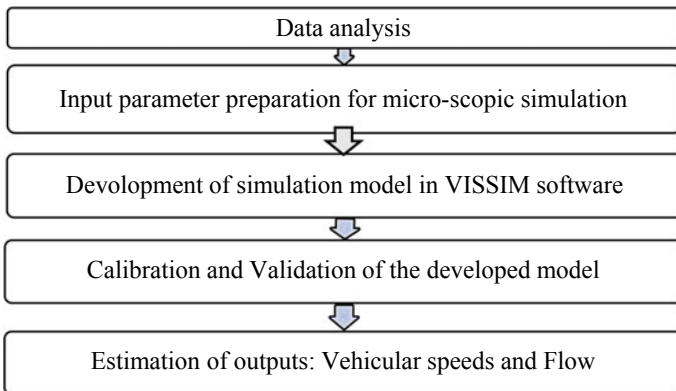 Data analysis
Input parameter preparation for micro-scopic simulation
Devolopment of simulation model in VISSIM software
Calibration and Validation of the developed model
Estimation of outputs: Vehicular speeds and Flow